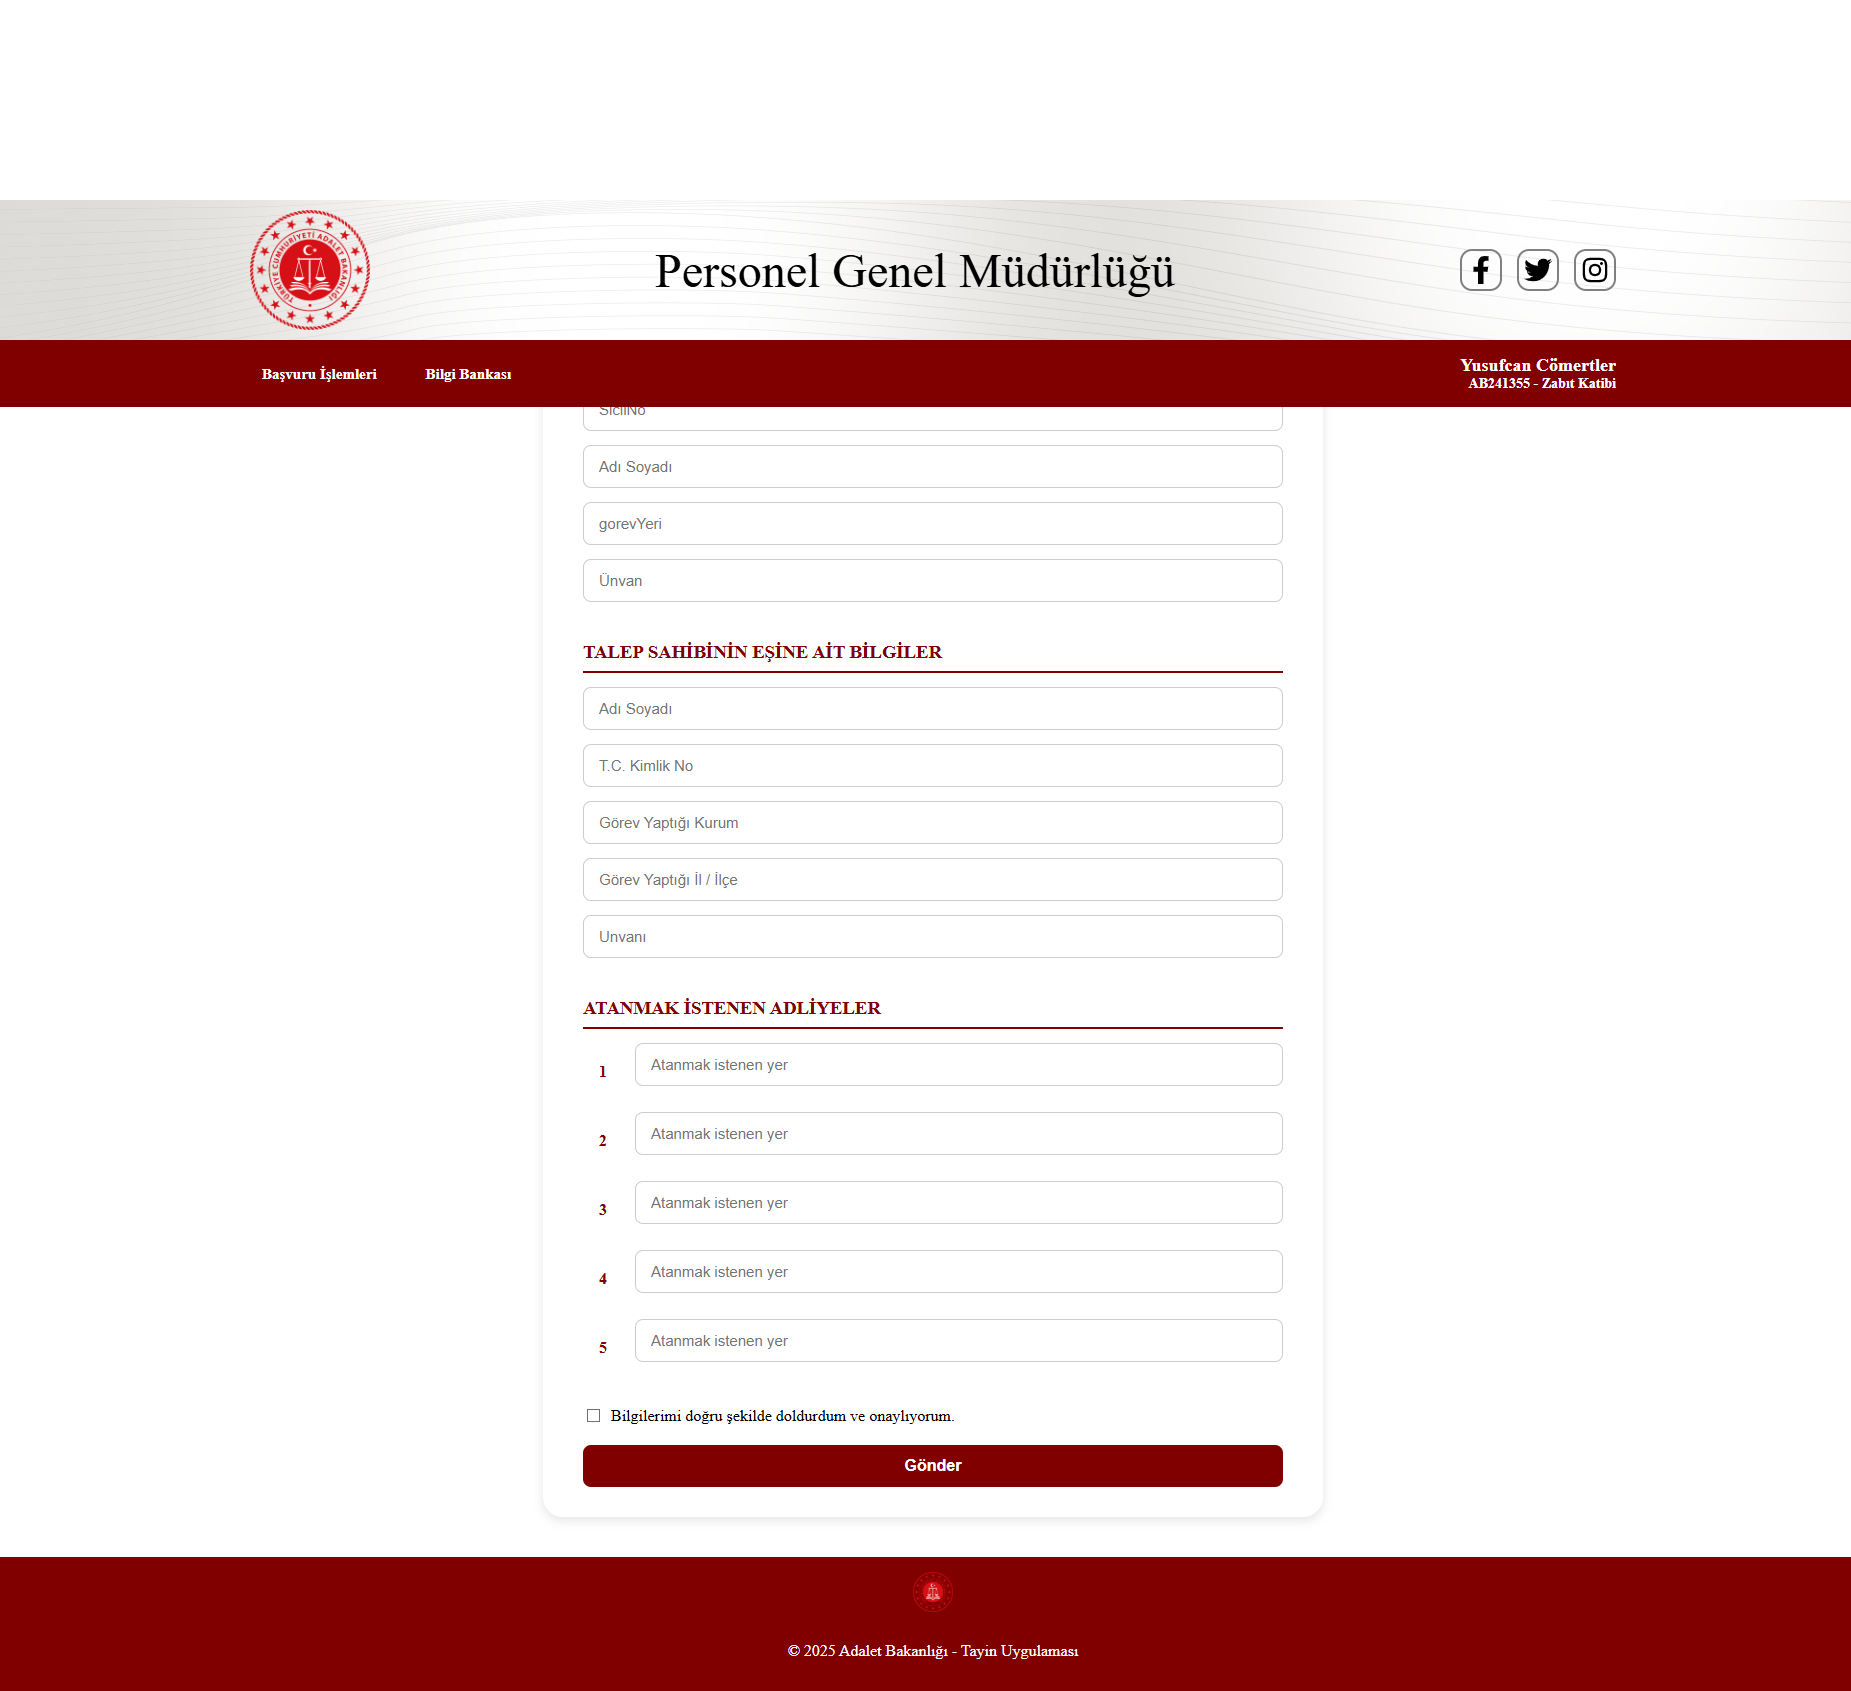 TÜRKİYE CUMHURİYETİ ADALET BAKANLIĞI
Personel Genel Müdürlüğü
Başvuru İşlemleri
Bilgi Bankası
Yusufcan Cömertler
AB241355 - Zabıt Katibi
SicilNo
Adı Soyadı
gorevYeri
Ünvan
TALEP SAHİBİNİN EŞİNE AİT BİLGİLER
Adı Soyadı
T.C. Kimlik No
Görev Yaptığı Kurum
Görev Yaptığı İl / İlçe
Unvanı
ATANMAK İSTENEN ADLİYELER
1 Atanmak istenen yer
2 Atanmak istenen yer
3 Atanmak istenen yer
4 Atanmak istenen yer
5 Atanmak istenen yer
Bilgilerimi doğru şekilde doldurdum ve onaylıyorum.
Gönder
© 2025 Adalet Bakanlığı - Tayin Uygulaması